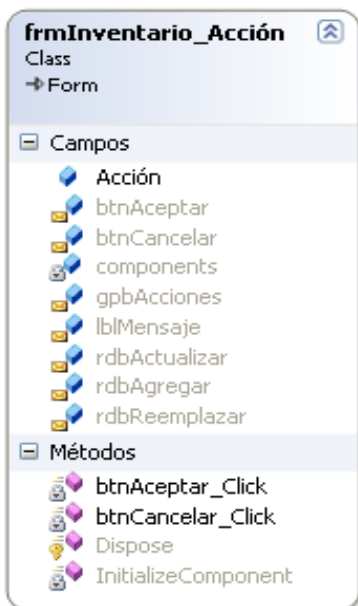 frmInventario_Acción
Class
Form
Campos
Acción
btnAceptar
btnCancelar
components
gpbAcciones
lblMensaje
rdbActualizar
rdbAgregar
rdbReemplazar
Métodos
btnAceptar_Click
btnCancelar_Click
Dispose
InitializeComponent